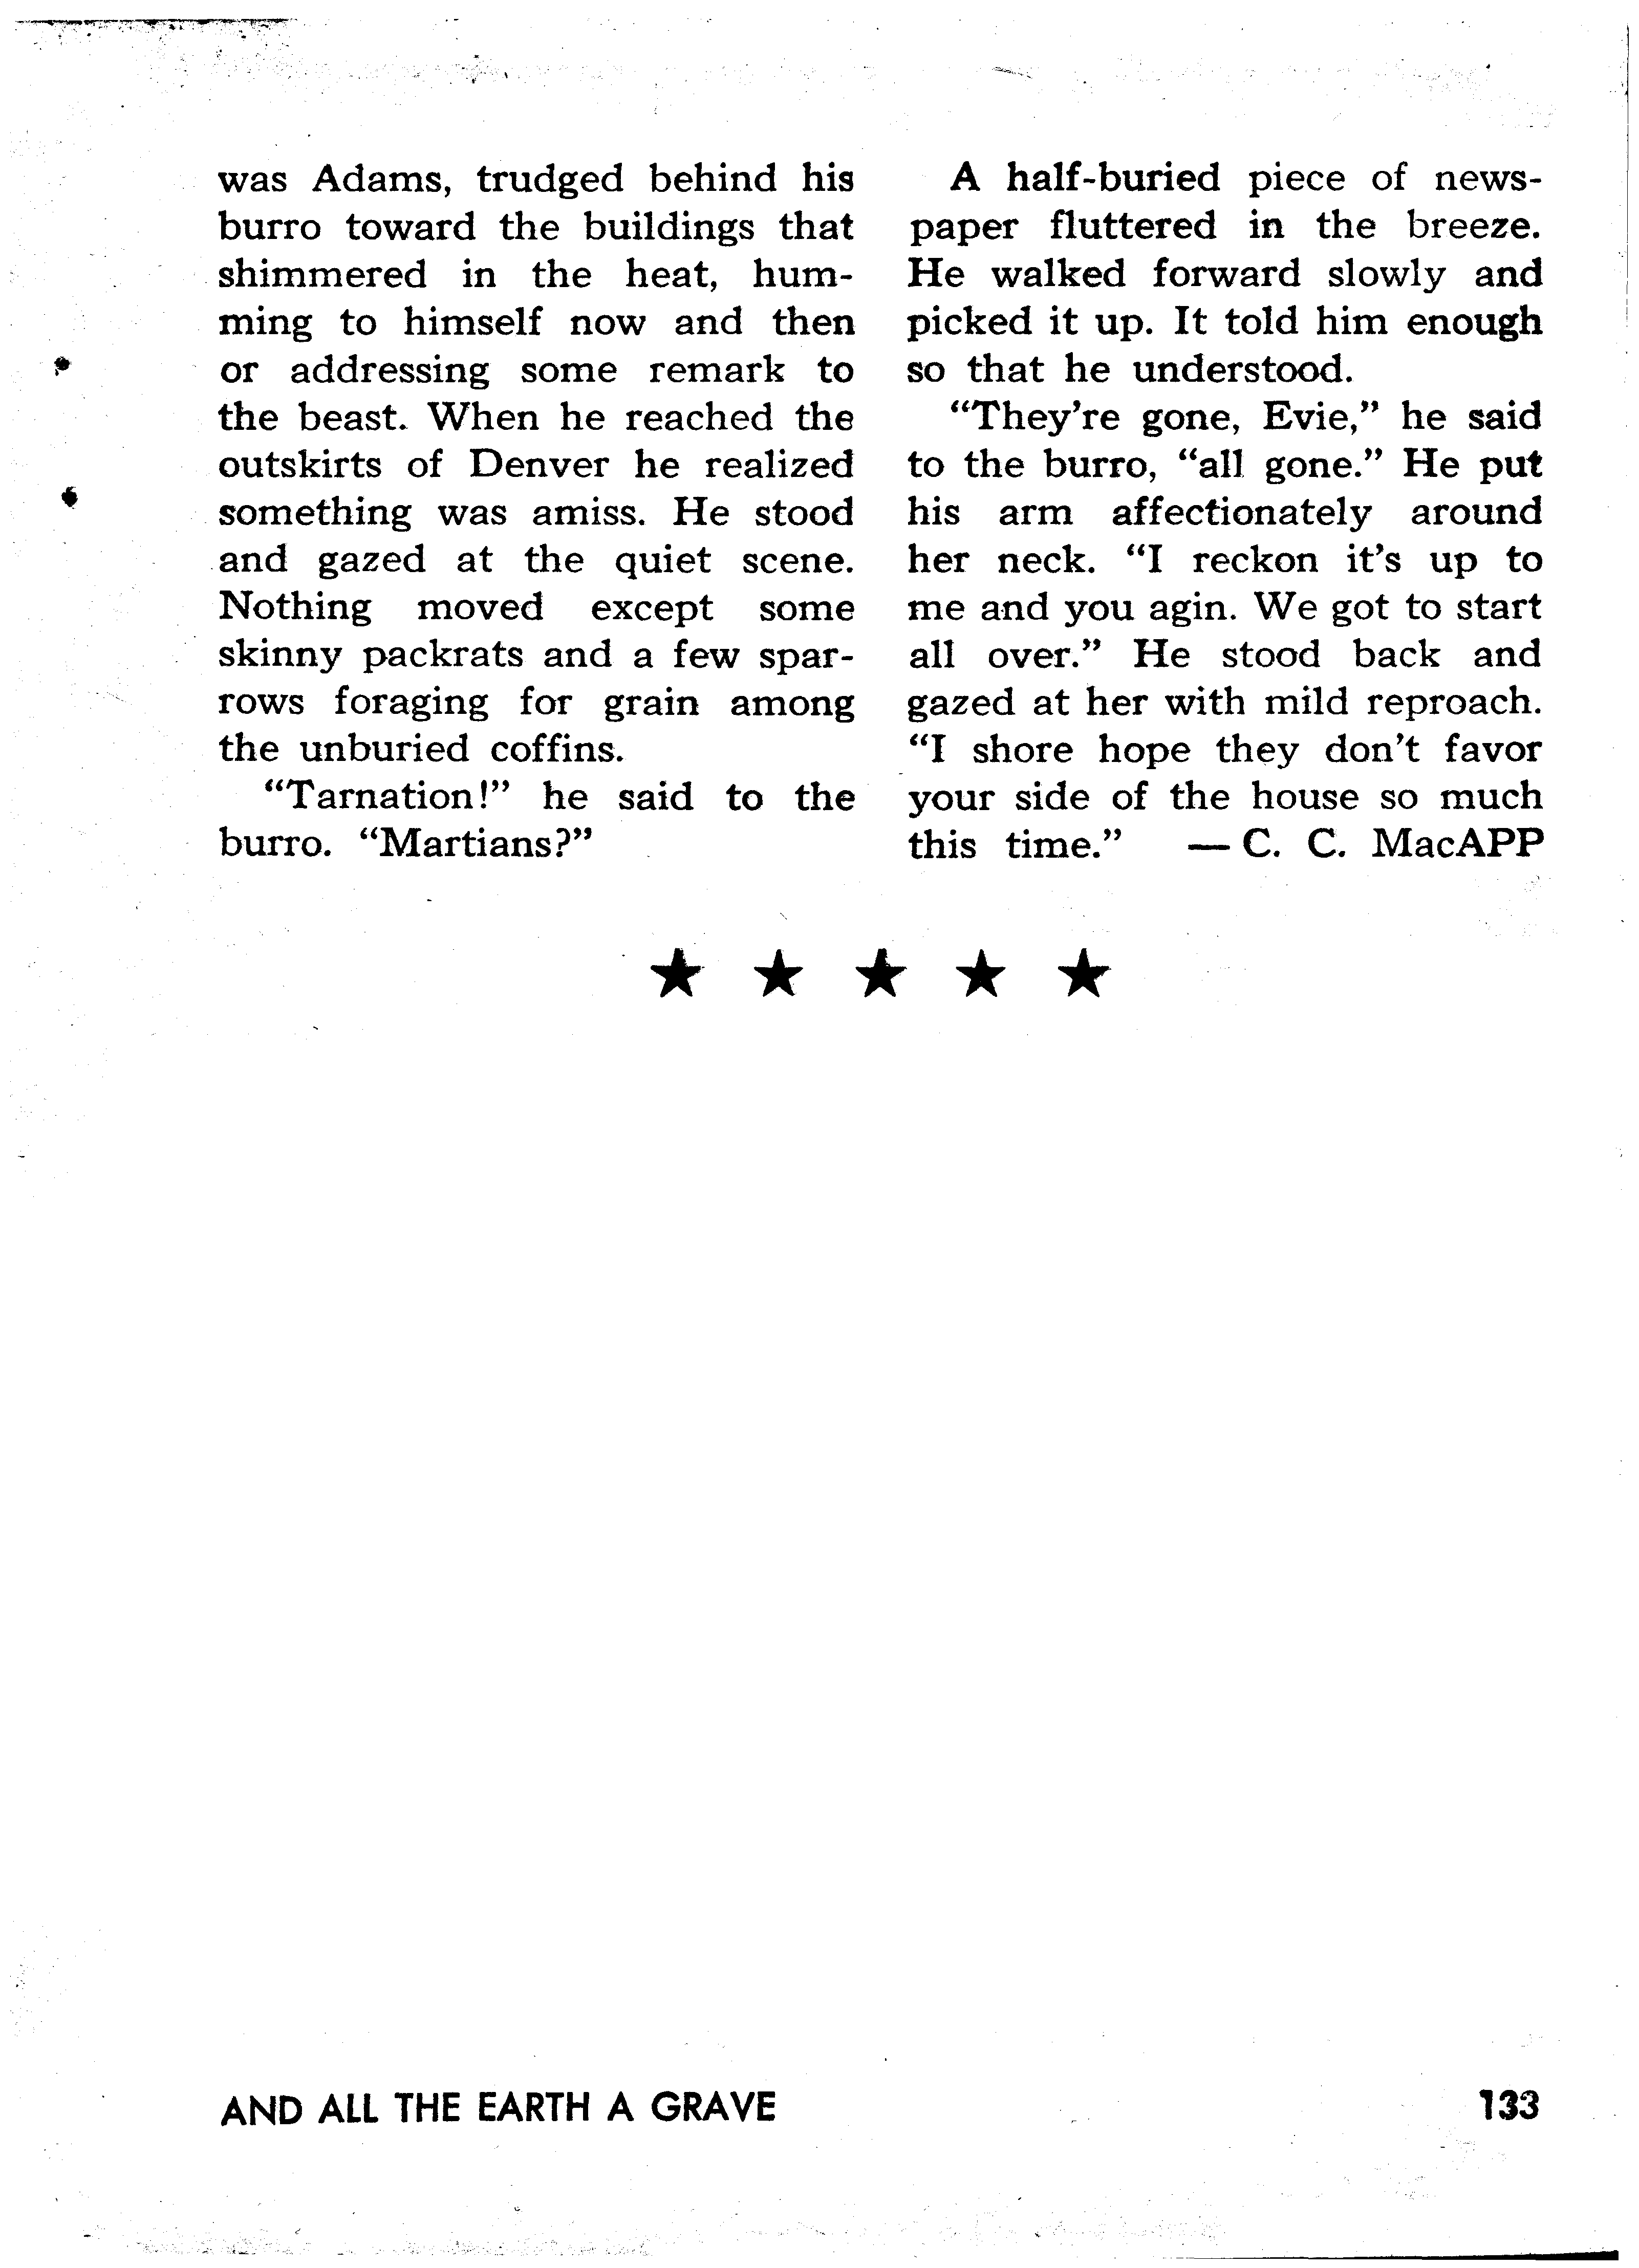 was Adams, trudged behind his
burro toward the buildings that
shimmered in the heat, hum-
ming to himself now and then
or addressing some remark to
the beast. When he reached the
outskirts of Denver he realized
something was amiss. He stood
and gazed at the quiet scene.
Nothing moved except some
skinny packrats and a few spar-
rows foraging for grain among
the unburied coffins.
“Tarnation!” he said to the
burro. “Martians?”
A half-buried piece of news-
paper fluttered in the breeze.
He walked forward slowly and
picked it up. It told him enough
so that he understood.
“They’re gone, Evie,” he said
to the burro, “all gone.” He put
his arm affectionately around
her neck. “I reckon it’s up to
me and you agin. We got to start
all over.” He stood back and
gazed at her with mild reproach.
“I shore hope they don’t favor
your side of the house so much
this time.” — C. C. MacAPP
★ ★ ★ ★ ★
AND ALL THE EARTH A GRAVE 133